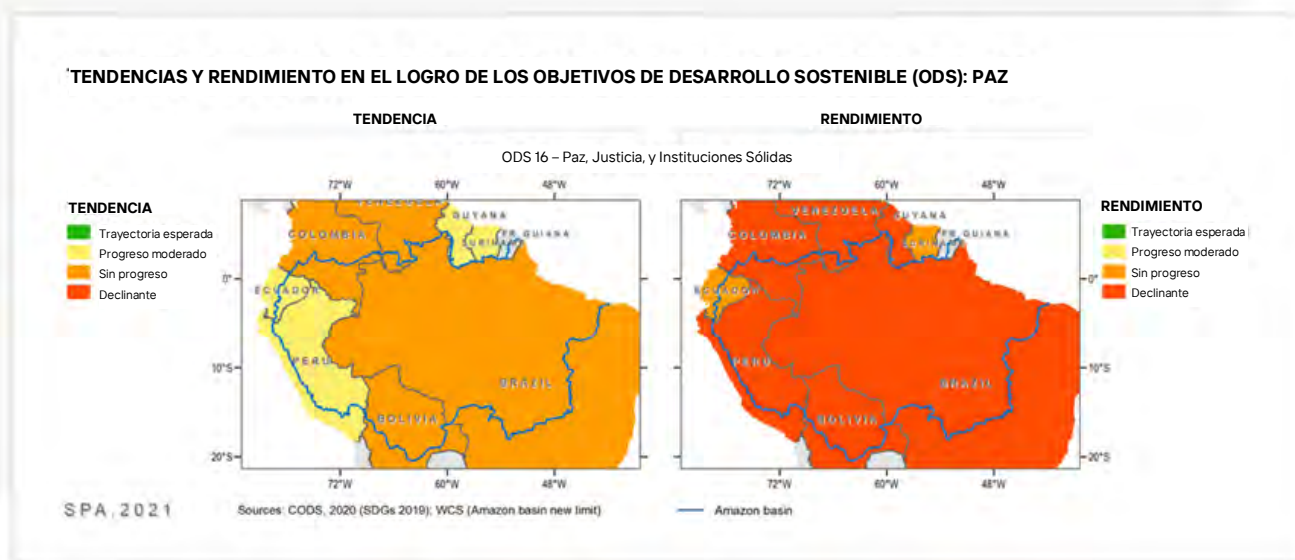 TENDENCIAS Y RENDIMIENTO EN EL LOGRO DE LOS OBJETIVOS DE DESARROLLO SOSTENIBLE (ODS): PAZ
TENDENCIA
RENDIMIENTO
ODS 16 – Paz, Justicia, y Instituciones Sólidas
TENDENCIA
Trayectoria esperada
Progreso moderado
Sin progreso
Declinante
72°W 60°W 48°W
VENEZUELA
GUYANA
COLOMBIA
SURINAME
FR GUIANA
0°
ECUADOR
PERU
10°S
BRAZIL
BOLIVIA
20°S
72°W 60°W 48°W
72°W 60°W 48°W
VENEZUELA
GUYANA
COLOMBIA
SURINAME
FR GUIANA
0°
ECUADOR
PERU
10°S
BRAZIL
BOLIVIA
20°S
72°W 60°W 48°W
RENDIMIENTO
Trayectoria esperada
Progreso moderado
Sin progreso
Declinante
SPA, 2021
Sources: CODS, 2020 (SDGs 2019); WCS (Amazon basin new limit)
Amazon basin